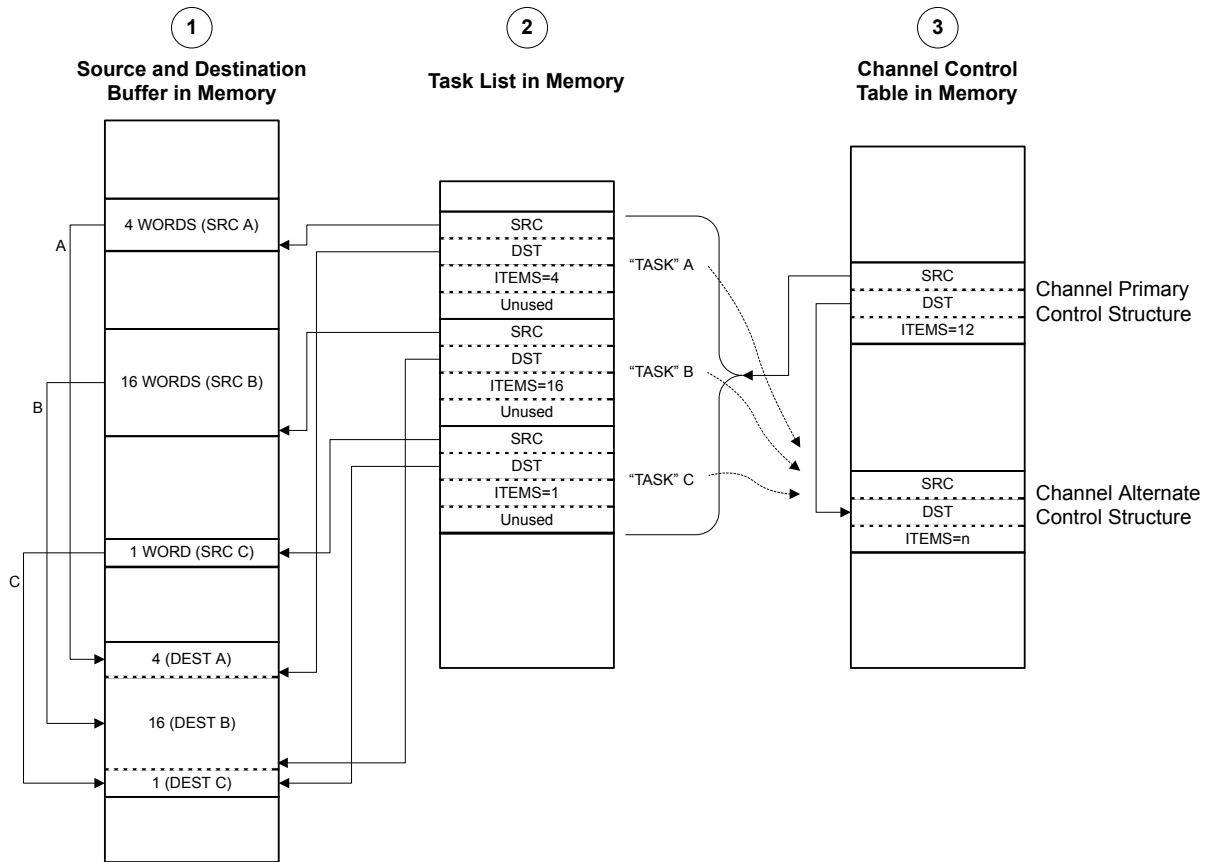 1
Source and Destination
Buffer in Memory
4 WORDS (SRC A)
16 WORDS (SRC B)
1 WORD (SRC C)
4 (DEST A)
16 (DEST B)
1 (DEST C)
A
B
C
2
Task List in Memory
SRC
DST
ITEMS=4
Unused
SRC
DST
ITEMS=16
Unused
SRC
DST
ITEMS=1
Unused
“TASK” A
“TASK” B
“TASK” C
3
Channel Control
Table in Memory
SRC
DST
ITEMS=12
Channel Primary
Control Structure
SRC
DST
ITEMS=n
Channel Alternate
Control Structure